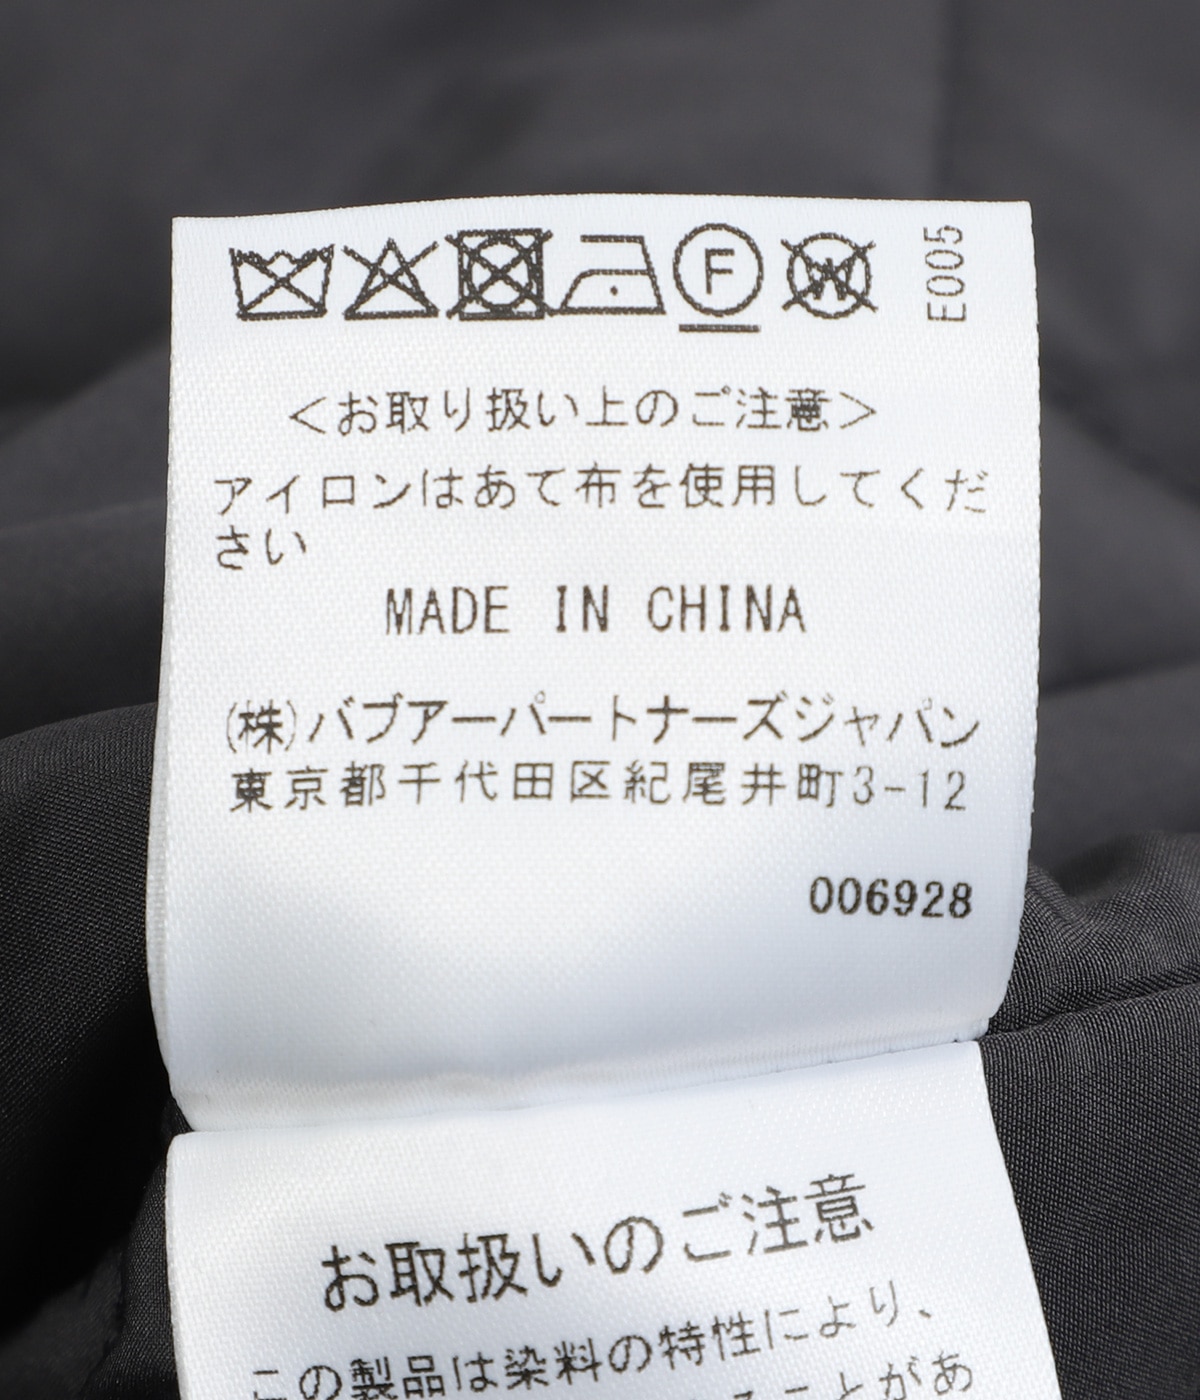 F W E005
<お取り扱い上のご注意>
アイロンはあて布を使用してくだ
さい
MADE IN CHINA
(株)バブアーパートナーズジャパン
東京都千代田区紀尾井町3-12
006928
お取扱いのご注意
この製品は染料の特性により、
ことがあ